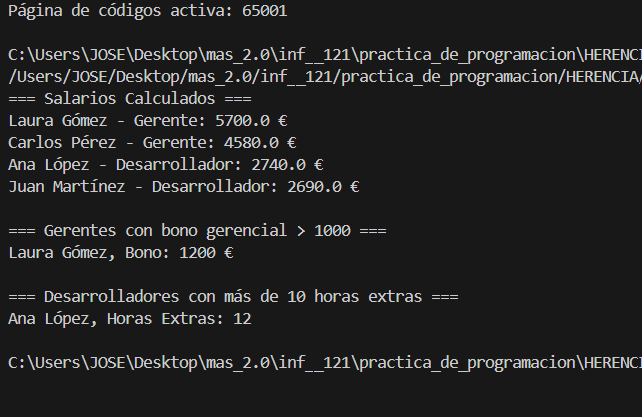 Página de códigos activa: 65001
C:\Users\JOSE\Desktop\mas_2.0\inf__121\practica_de_programacion\HERENCI
/Users/JOSE/Desktop/mas_2.0/inf__121/practica_de_programacion/HERENCIA/
=== Salarios Calculados ===
Laura Gómez - Gerente: 5700.0 €
Carlos Pérez - Gerente: 4580.0 €
Ana López - Desarrollador: 2740.0 €
Juan Martínez - Desarrollador: 2690.0 €
=== Gerentes con bono gerencial > 1000 ===
Laura Gómez, Bono: 1200 €
=== Desarrolladores con más de 10 horas extras ===
Ana López, Horas Extras: 12
C:\Users\JOSE\Desktop\mas_2.0\inf__121\practica_de_programacion\HERENCI